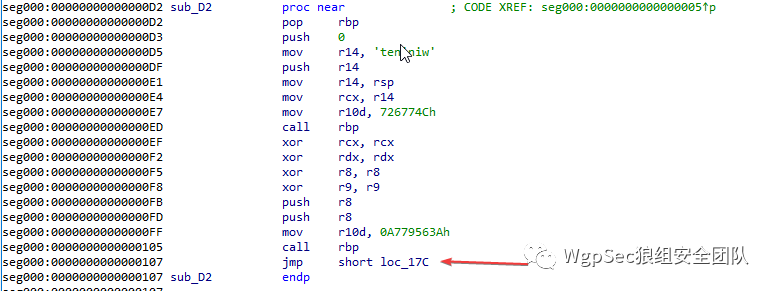 seg000:00000000000000D2 sub_D2 proc near ; CODE XREF: seg000:0000000000000005↑p
seg000:00000000000000D2 pop rbp
seg000:00000000000000D3 push 0
seg000:00000000000000D5 mov r14, 'teniniw'
seg000:00000000000000DF push r14
seg000:00000000000000E1 mov r14, rsp
seg000:00000000000000E4 mov rcx, r14
seg000:00000000000000E7 mov r10d, 726774Ch
seg000:00000000000000ED call rbp
seg000:00000000000000EF xor rcx, rcx
seg000:00000000000000F2 xor rdx, rdx
seg000:00000000000000F5 xor r8, r8
seg000:00000000000000F8 xor r9, r9
seg000:00000000000000FB push r8
seg000:00000000000000FD push r8
seg000:00000000000000FF mov r10d, 0A779563Ah
seg000:0000000000000105 call rbp
seg000:0000000000000107 jmp short loc_17C
seg000:0000000000000107 sub_D2 endp
WgpSec狼组安全团队